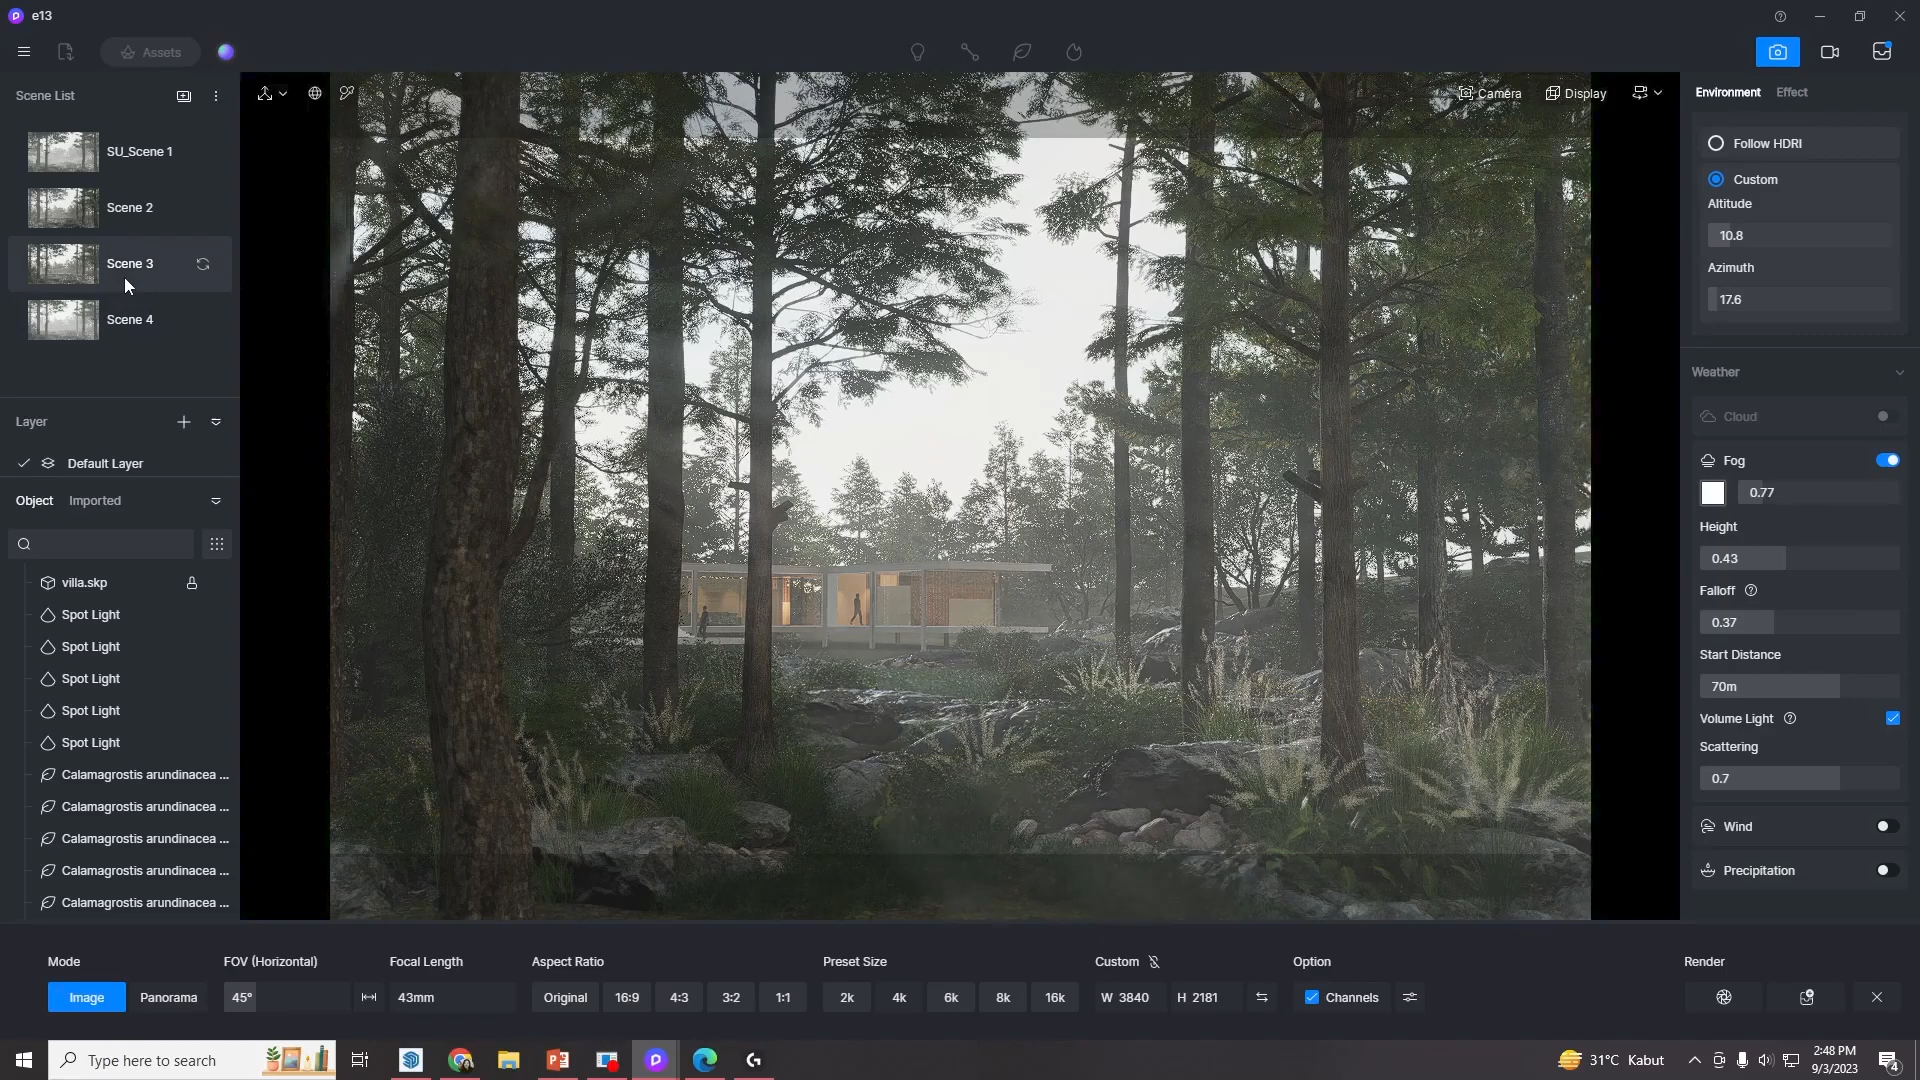 e13
Assets
Scene List
SU_Scene 1
Scene 2
Scene 3
Scene 4
Layer
Default Layer
Object Imported
villa.skp
Spot Light
Spot Light
Spot Light
Spot Light
Spot Light
Calamagrostis arundinacea ...
Calamagrostis arundinacea ...
Calamagrostis arundinacea ...
Calamagrostis arundinacea ...
Calamagrostis arundinacea ...
Camera Display
Environment Effect
Follow HDRI
Custom
Altitude
10.8
Azimuth
17.6
Weather
Cloud
Fog
0.77
Height
0.43
Falloff
0.37
Start Distance
70m
Volume Light
Scattering
0.7
Wind
Precipitation
Mode FOV (Horizontal) Focal Length Aspect Ratio Preset Size Custom Option Render
Image Panorama 45° 43mm Original 16:9 4:3 3:2 1:1 2k 4k 6k 8k 16k W 3840 H 2181 Channels
Type here to search
31°C Kabut
2:48 PM
9/3/2023
4